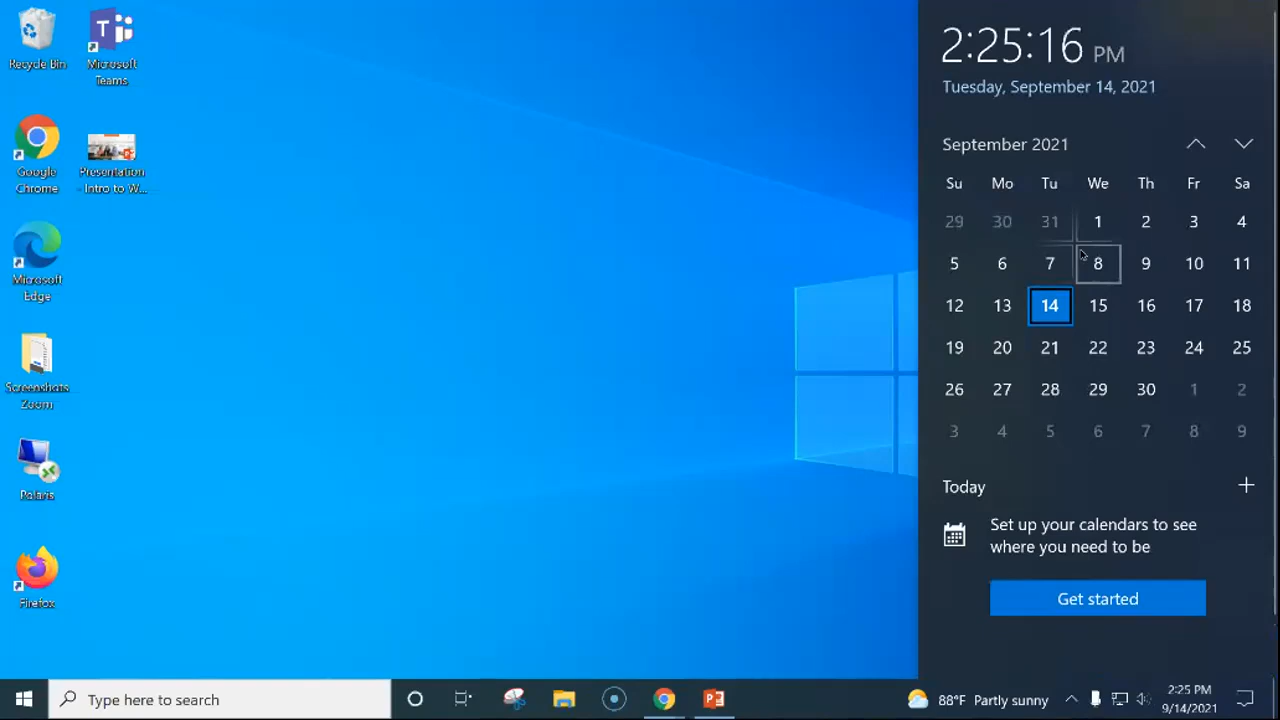 Recycle Bin
Microsoft
Teams
Google
Chrome
Presentation
- Intro to W...
Microsoft
Edge
Screenshots
Zoom
Polaris
Firefox
2:25:16 PM
Tuesday, September 14, 2021
September 2021
Su Mo Tu We Th Fr Sa
29 30 31 1 2 3 4
5 6 7 8 9 10 11
12 13 14 15 16 17 18
19 20 21 22 23 24 25
26 27 28 29 30 1 2
3 4 5 6 7 8 9
Today
Set up your calendars to see
where you need to be
Get started
Type here to search
88°F Partly sunny
2:25 PM
9/14/2021